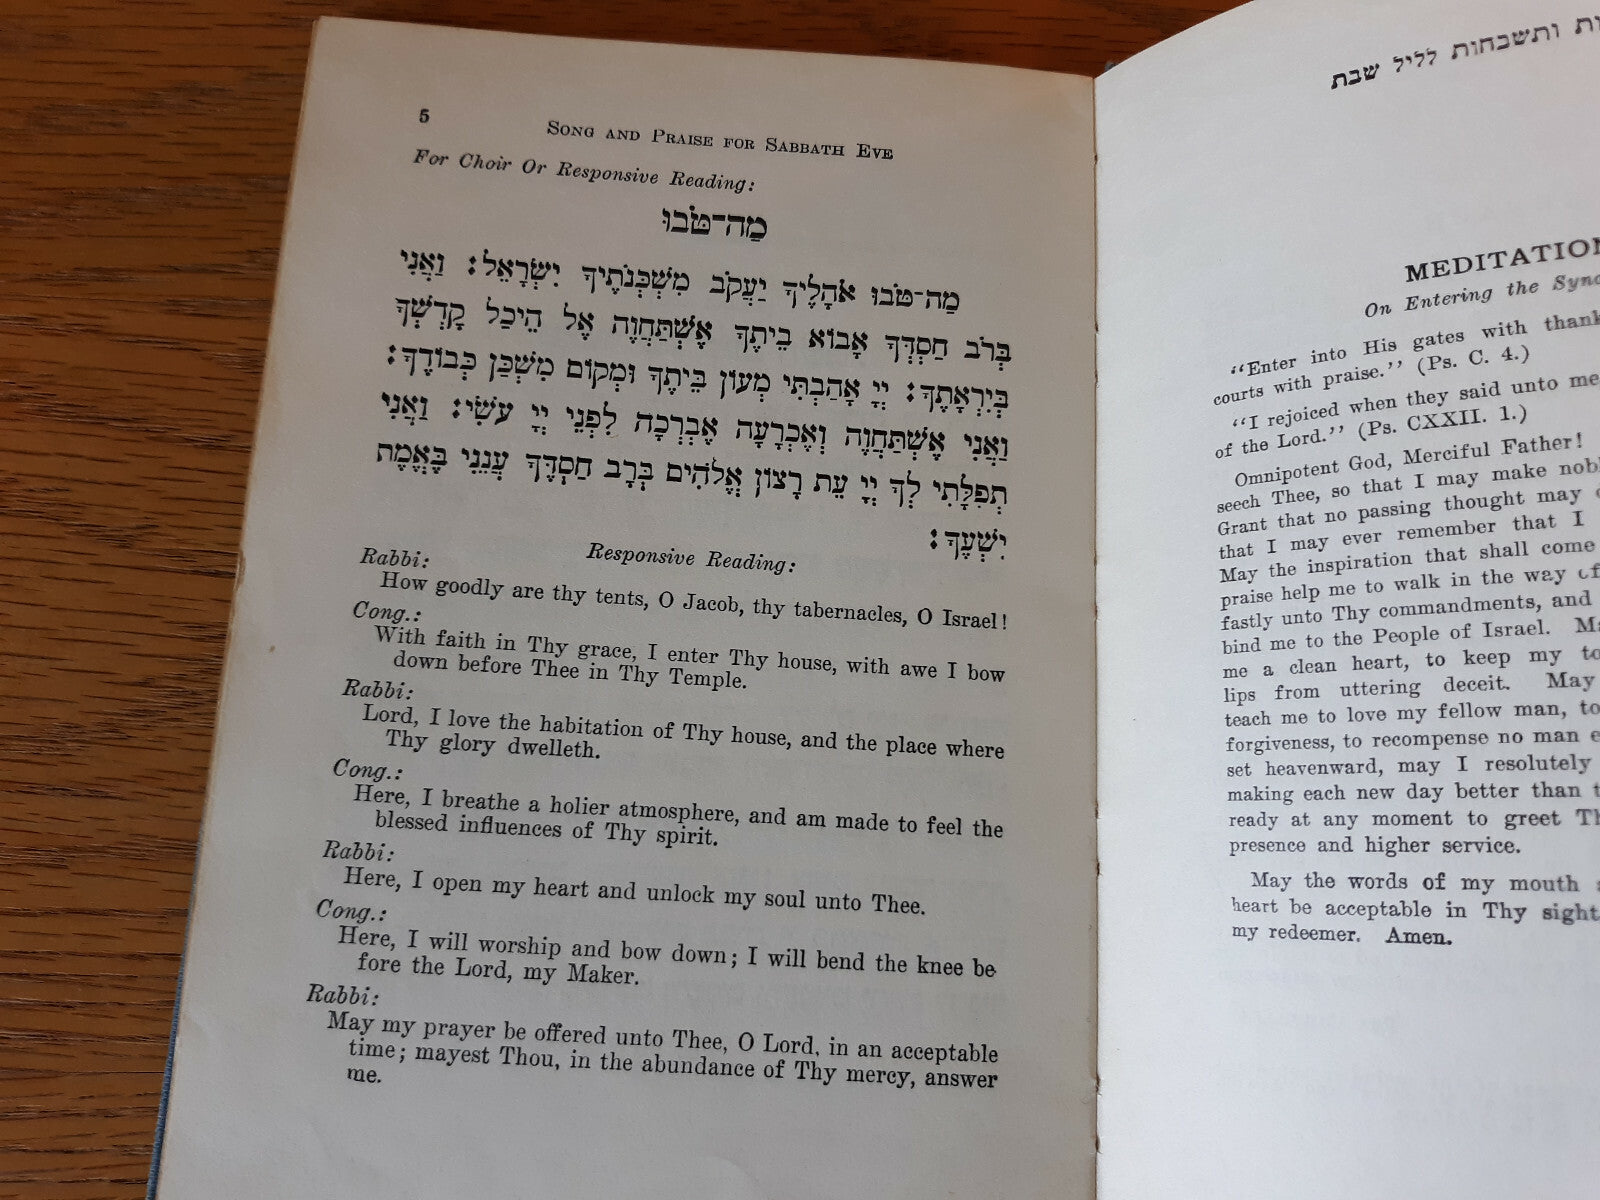 5
SONG AND PRAISE FOR SABBATH EVE
For Choir Or Responsive Reading:
מַה־טֹּבוּ
מַה־טֹּבוּ אֹהָלֶיךָ יַעֲקֹב מִשְׁכְּנֹתֶיךָ יִשְׂרָאֵל: וַאֲנִי
בְּרֹב חַסְדְּךָ אָבוֹא בֵיתֶךָ אֶשְׁתַּחֲוֶה אֶל הֵיכַל קָדְשְׁךָ
בְּיִרְאָתֶךָ: יְיָ אָהַבְתִּי מְעוֹן בֵּיתֶךָ וּמְקוֹם מִשְׁכַּן כְּבוֹדֶךָ:
וַאֲנִי אֶשְׁתַּחֲוֶה וְאֶכְרָעָה אֶבְרְכָה לִפְנֵי יְיָ עֹשִׂי: וַאֲנִי
תְפִלָּתִי לְךָ יְיָ עֵת רָצוֹן אֱלֹהִים בְּרָב חַסְדֶּךָ עֲנֵנִי בֶּאֱמֶת
יִשְׁעֶךָ:
Responsive Reading:
Rabbi:
How goodly are thy tents, O Jacob, thy tabernacles, O Israel!
Cong.:
With faith in Thy grace, I enter Thy house, with awe I bow
down before Thee in Thy Temple.
Rabbi:
Lord, I love the habitation of Thy house, and the place where
Thy glory dwelleth.
Cong.:
Here, I breathe a holier atmosphere, and am made to feel the
blessed influences of Thy spirit.
Rabbi:
Here, I open my heart and unlock my soul unto Thee.
Cong.:
Here, I will worship and bow down; I will bend the knee be
fore the Lord, my Maker.
Rabbi:
May my prayer be offered unto Thee, O Lord, in an acceptable
time; mayest Thou, in the abundance of Thy mercy, answer
me.
ותשבחות לליל שבת
MEDITATION
On Entering the
"Enter into His gates with
courts with praise." (Ps. C. 4.)
"I rejoiced when they said unto me
of the Lord." (Ps. CXXII. 1.)
Omnipotent God, Merciful Father!
seech Thee, so that I may make
Grant that no passing thought may
that I may ever remember that I
May the inspiration that shall come
praise help me to walk in the way of
fastly unto Thy commandments, and
bind me to the People of Israel.
me a clean heart, to keep my
lips from uttering deceit. May
teach me to love my fellow man,
forgiveness, to recompense no man
set heavenward, may I resolutely
making each new day better than
ready at any moment to greet
presence and higher service.
May the words of my mouth
heart be acceptable in Thy sight
my redeemer. Amen.